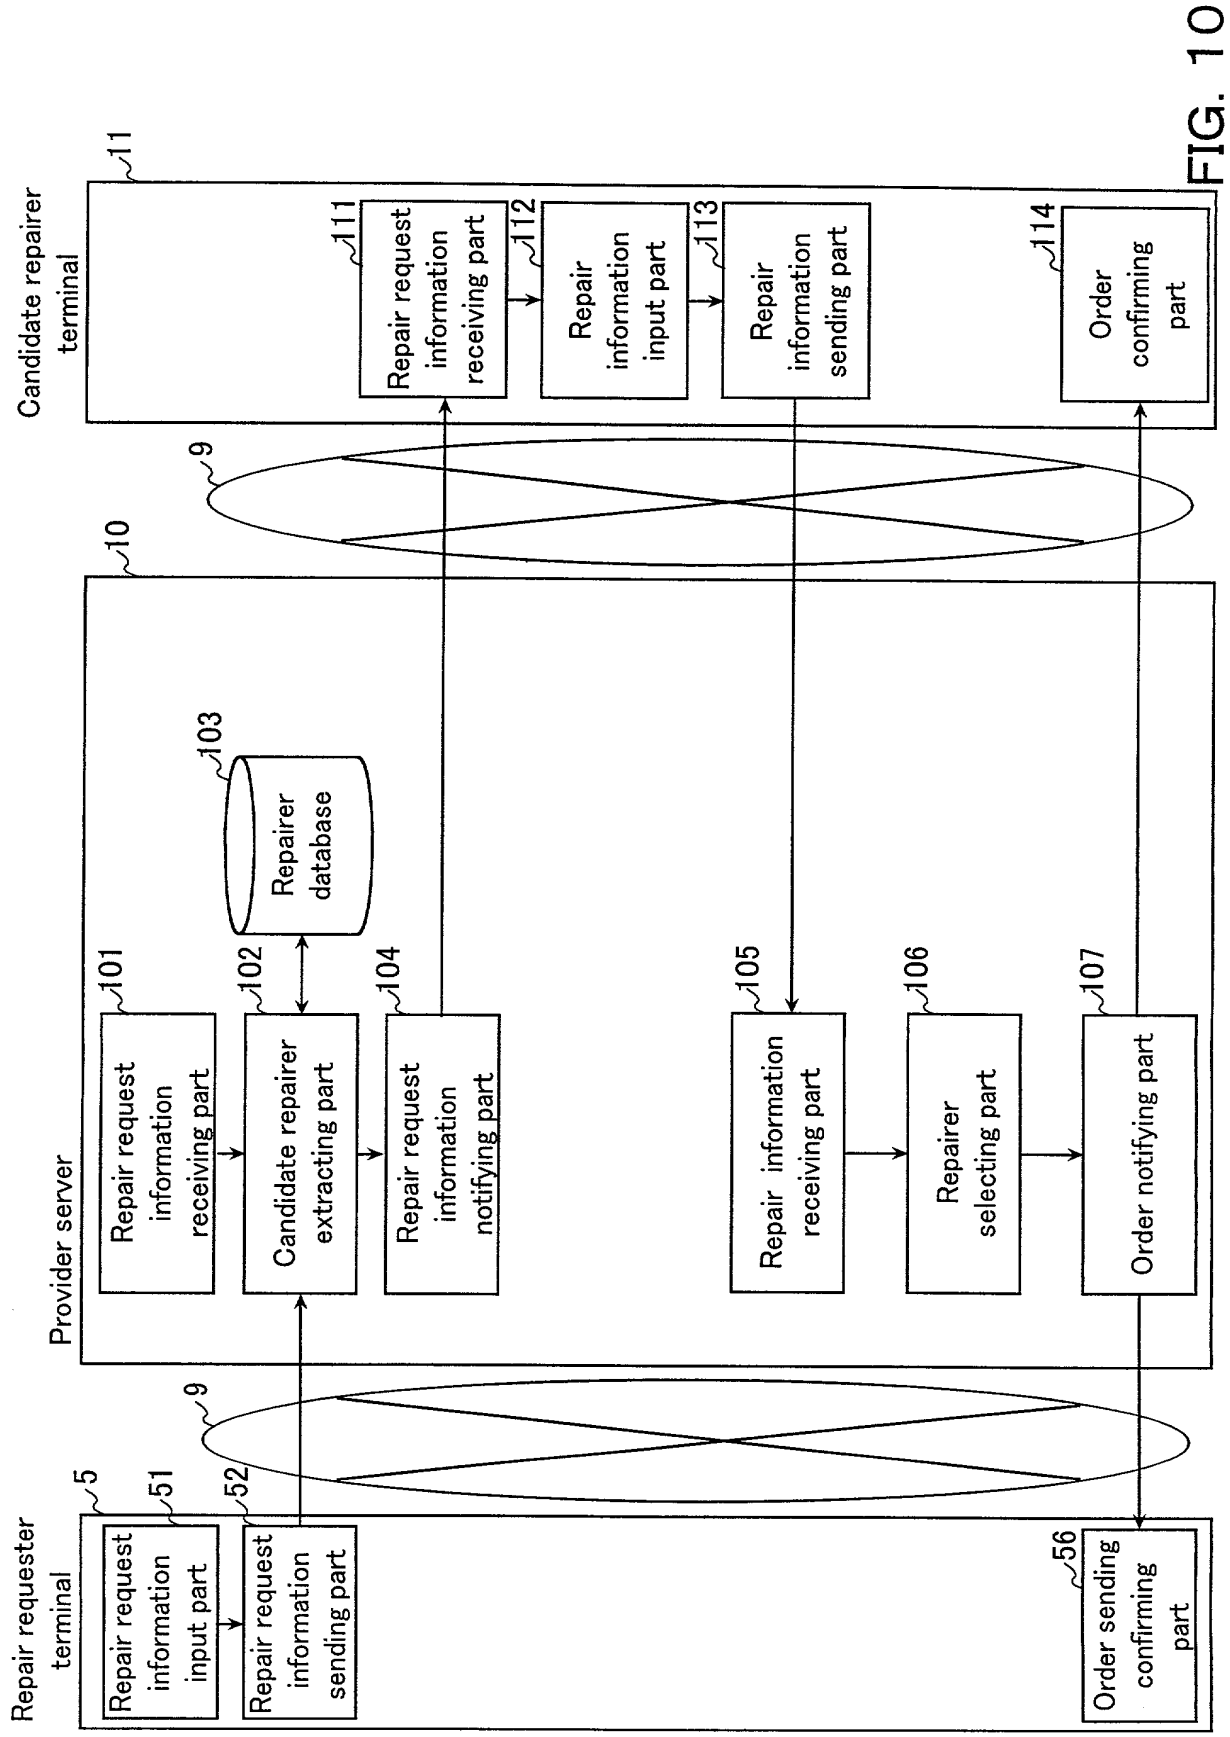 Repair requester
terminal
5
Repair request
information
input part
51
Repair request
information
sending part
52
Order sending
confirming
part
56
9
Provider server
10
Repair request
information
receiving part
101
Candidate repairer
extracting part
102
Repairer
database
103
Repair request
information
notifying part
104
Repair information
receiving part
105
Repairer
selecting part
106
Order notifying part
107
9
Candidate repairer
terminal
11
Repair request
information
receiving part
111
Repair
information
input part
112
Repair
information
sending part
113
Order
confirming
part
114
FIG. 10